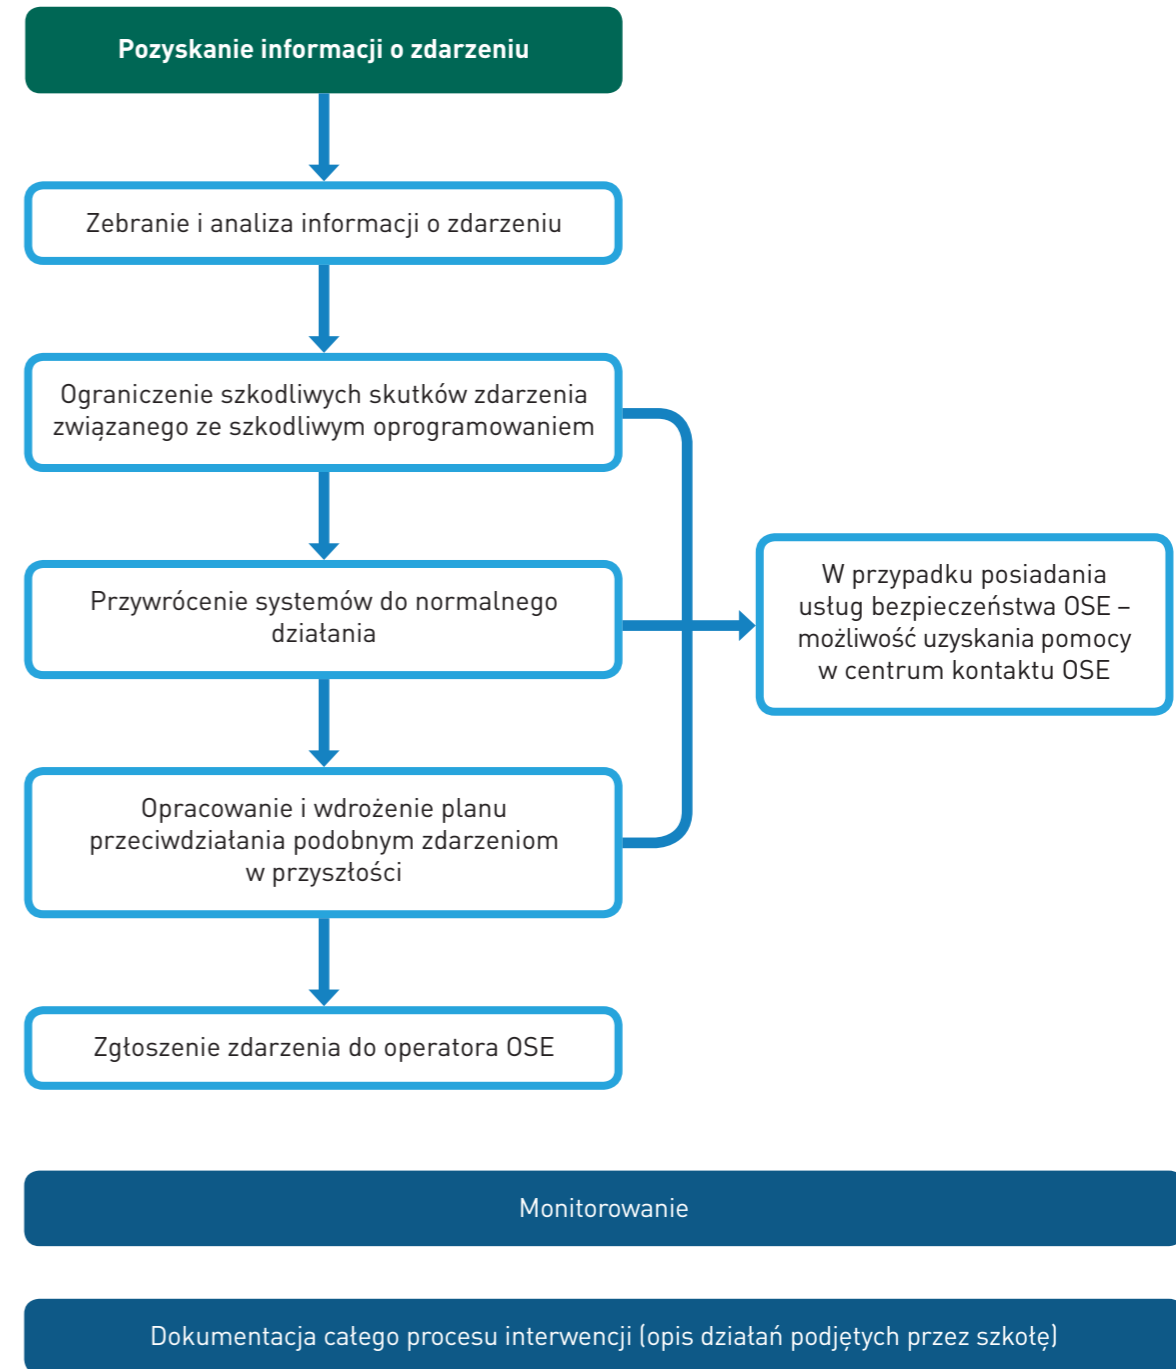 Pozyskanie informacji o zdarzeniu
Zebranie i analiza informacji o zdarzeniu
Ograniczenie szkodliwych skutków zdarzenia
związanego ze szkodliwym oprogramowaniem
Przywrócenie systemów do normalnego
działania
W przypadku posiadania
usług bezpieczeństwa OSE –
możliwość uzyskania pomocy
w centrum kontaktu OSE
Opracowanie i wdrożenie planu
przeciwdziałania podobnym zdarzeniom
w przyszłości
Zgłoszenie zdarzenia do operatora OSE
Monitorowanie
Dokumentacja całego procesu interwencji (opis działań podjętych przez szkołę)